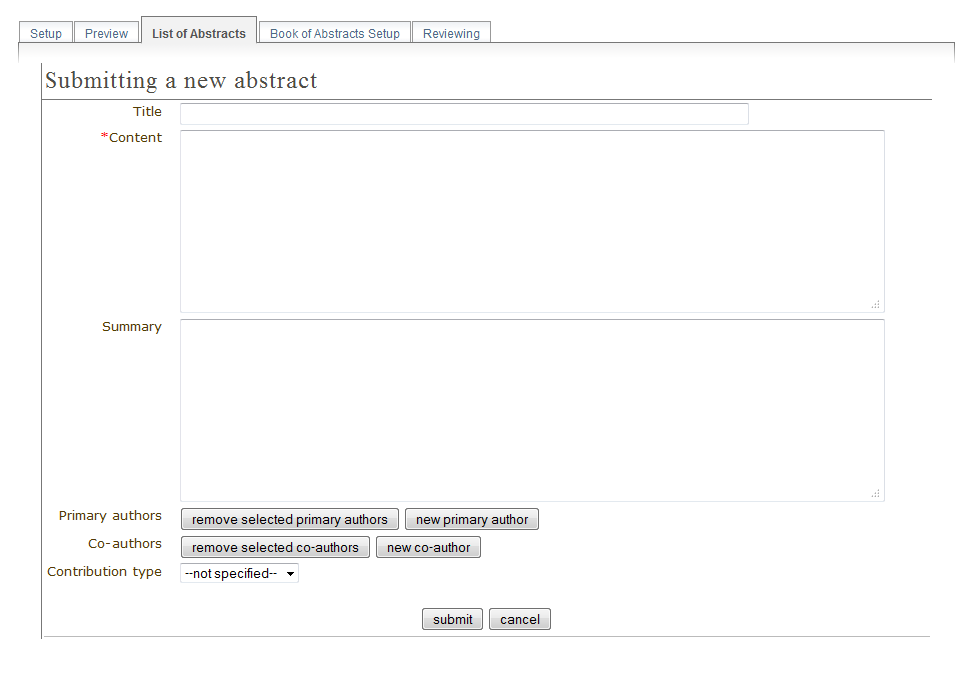 Setup Preview List of Abstracts Book of Abstracts Setup Reviewing
Submitting a new abstract
Title
*Content
Summary
Primary authors remove selected primary authors new primary author
Co-authors remove selected co-authors new co-author
Contribution type --not specified--
submit cancel